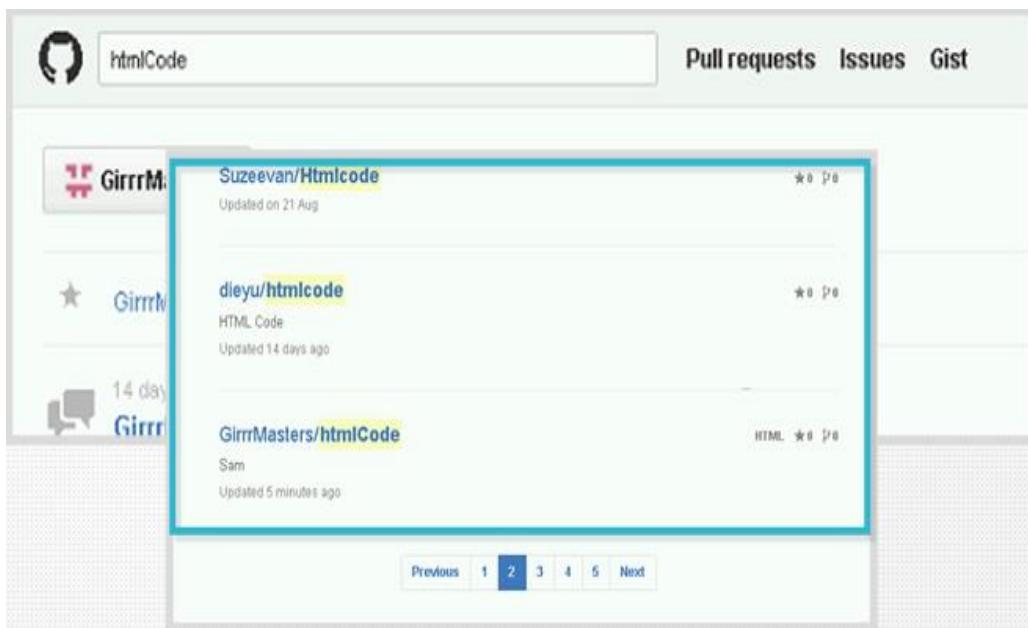 htmlCode
Pull requests Issues Gist
GirrrM
Suzeevan/Htmlcode
0 0
Updated on 21 Aug
GirrrM
dieyu/htmlcode
0 0
HTML Code
Updated 14 days ago
14 day
Girrr
GirrrMasters/htmlCode
HTML 0 0
Sam
Updated 5 minutes ago
Previous 1 2 3 4 5 Next